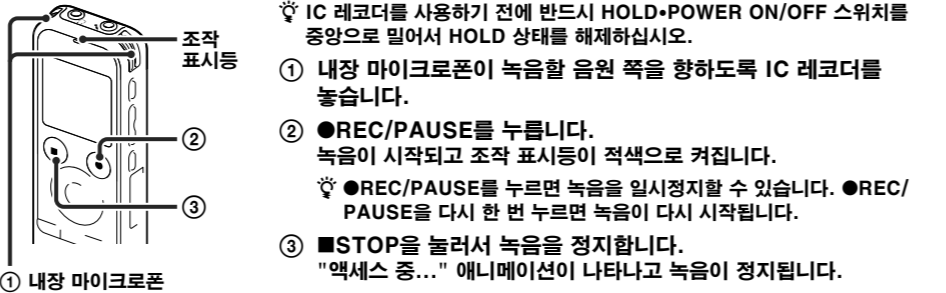 조작
표시등
②
③
① 내장 마이크로폰
IC 레코더를 사용하기 전에 반드시 HOLD•POWER ON/OFF 스위치를
중앙으로 밀어서 HOLD 상태를 해제하십시오.
① 내장 마이크로폰이 녹음할 음원 쪽을 향하도록 IC 레코더를
놓습니다.
② ●REC/PAUSE를 누릅니다.
녹음이 시작되고 조작 표시등이 적색으로 켜집니다.
●REC/PAUSE를 누르면 녹음을 일시정지할 수 있습니다. ●REC/
PAUSE을 다시 한 번 누르면 녹음이 다시 시작됩니다.
③ ■STOP을 눌러서 녹음을 정지합니다.
"액세스 중..." 애니메이션이 나타나고 녹음이 정지됩니다.